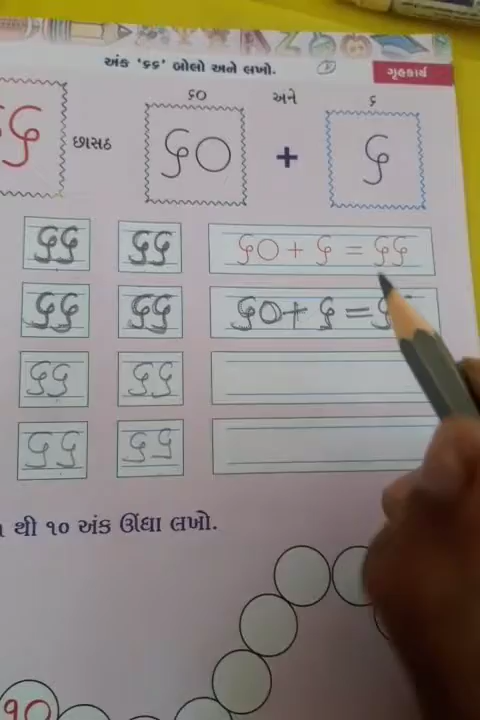 અંક ‘૬૬’ બોલો અને લખો.
ગૃહકાર્ય
૬૦ અને ૬
૬ છાસઠ ૬૦ + ૬
૬૬ ૬૬ ૬૦ + ૬ = ૬૬
૬૬ ૬૬ ૬૦ + ૬ = ૬
૬૬ ૬૬
૬૬ ૬૬
થી ૧૦ અંક ઊંધા લખો.
૧૦